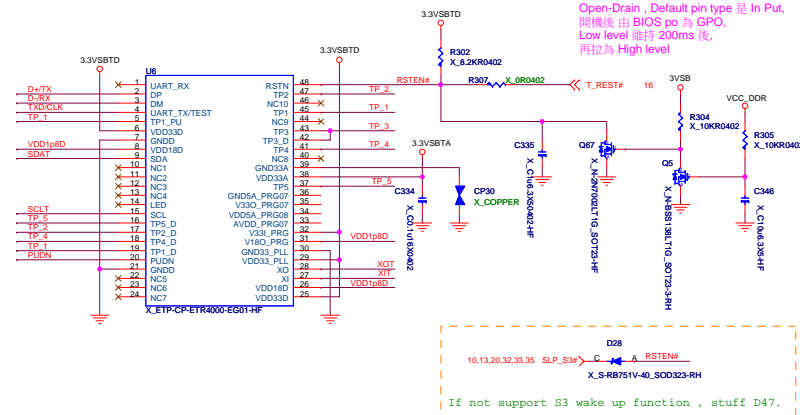 Open-Drain , Default pin type 是 In Put,
開機後 由 BIOS po 為 GPO,
Low level 維持 200ms 後,
再拉為 High level
3.3VSBTD
3.3VSBTD
3.3VSBTD
3VSB
VCC_DDR
3.3VSBTA
R302
X_8.2KR0402
RSTEN#
R307
X_0R0402
T_REST#
16
R304
X_10KR0402
R305
X_10KR0402
C335
X_C1u6.3X50402-HF
Q67
X_N-2N7002LT1G_SOT23-HF
Q5
X_N-BSS138LT1G_SOT23-3-RH
C346
X_C10u6.3X5-HF
C334
X_C0.1u16X0402
CP30
X_COPPER
U6
D+/TX
D-/RX
TXD/CLK
TP_1
VDD1p8D
SDAT
SCLT
TP_5
TP_2
TP_4
TP_1
PUDN
1 UART_RX
2 DP
3 DM
4 UART_TX/TEST
5 TP1_PU
6 VDD33D
7 GNDD
8 VDD18D
9 SDA
10 NC1
11 NC2
12 NC3
13 NC4
14 LED
15 SCL
16 TP5_D
17 TP2_D
18 TP4_D
19 TP1_D
20 PUDN
21 GNDD
22 NC5
23 NC6
24 NC7
RSTN 48
TP2 47
NC10 46
TP1 45
NC9 44
TP3 43
TP3_D 42
TP4 41
NC8 40
GND33A 39
VDD33A 38
TP5 37
GND5A_PRG07 36
V33O_PRG07 35
VDD5A_PRG08 34
AVDD_PRG07 33
V33I_PRG 32
V18O_PRG 31
GND33_PLL 30
VDD33_PLL 29
XO 28
XI 27
VDD18D 26
VDD33D 25
TP_2
TP_1
TP_3
TP_4
TP_5
VDD1p8D
XOT
XIT
VDD1p8D
X_ETP-CP-ETR4000-EG01-HF
D28
10,13,20,32,33,35 SLP_S3# C A RSTEN#
X_S-RB751V-40_SOD323-RH
If not support S3 wake up function , stuff D47.